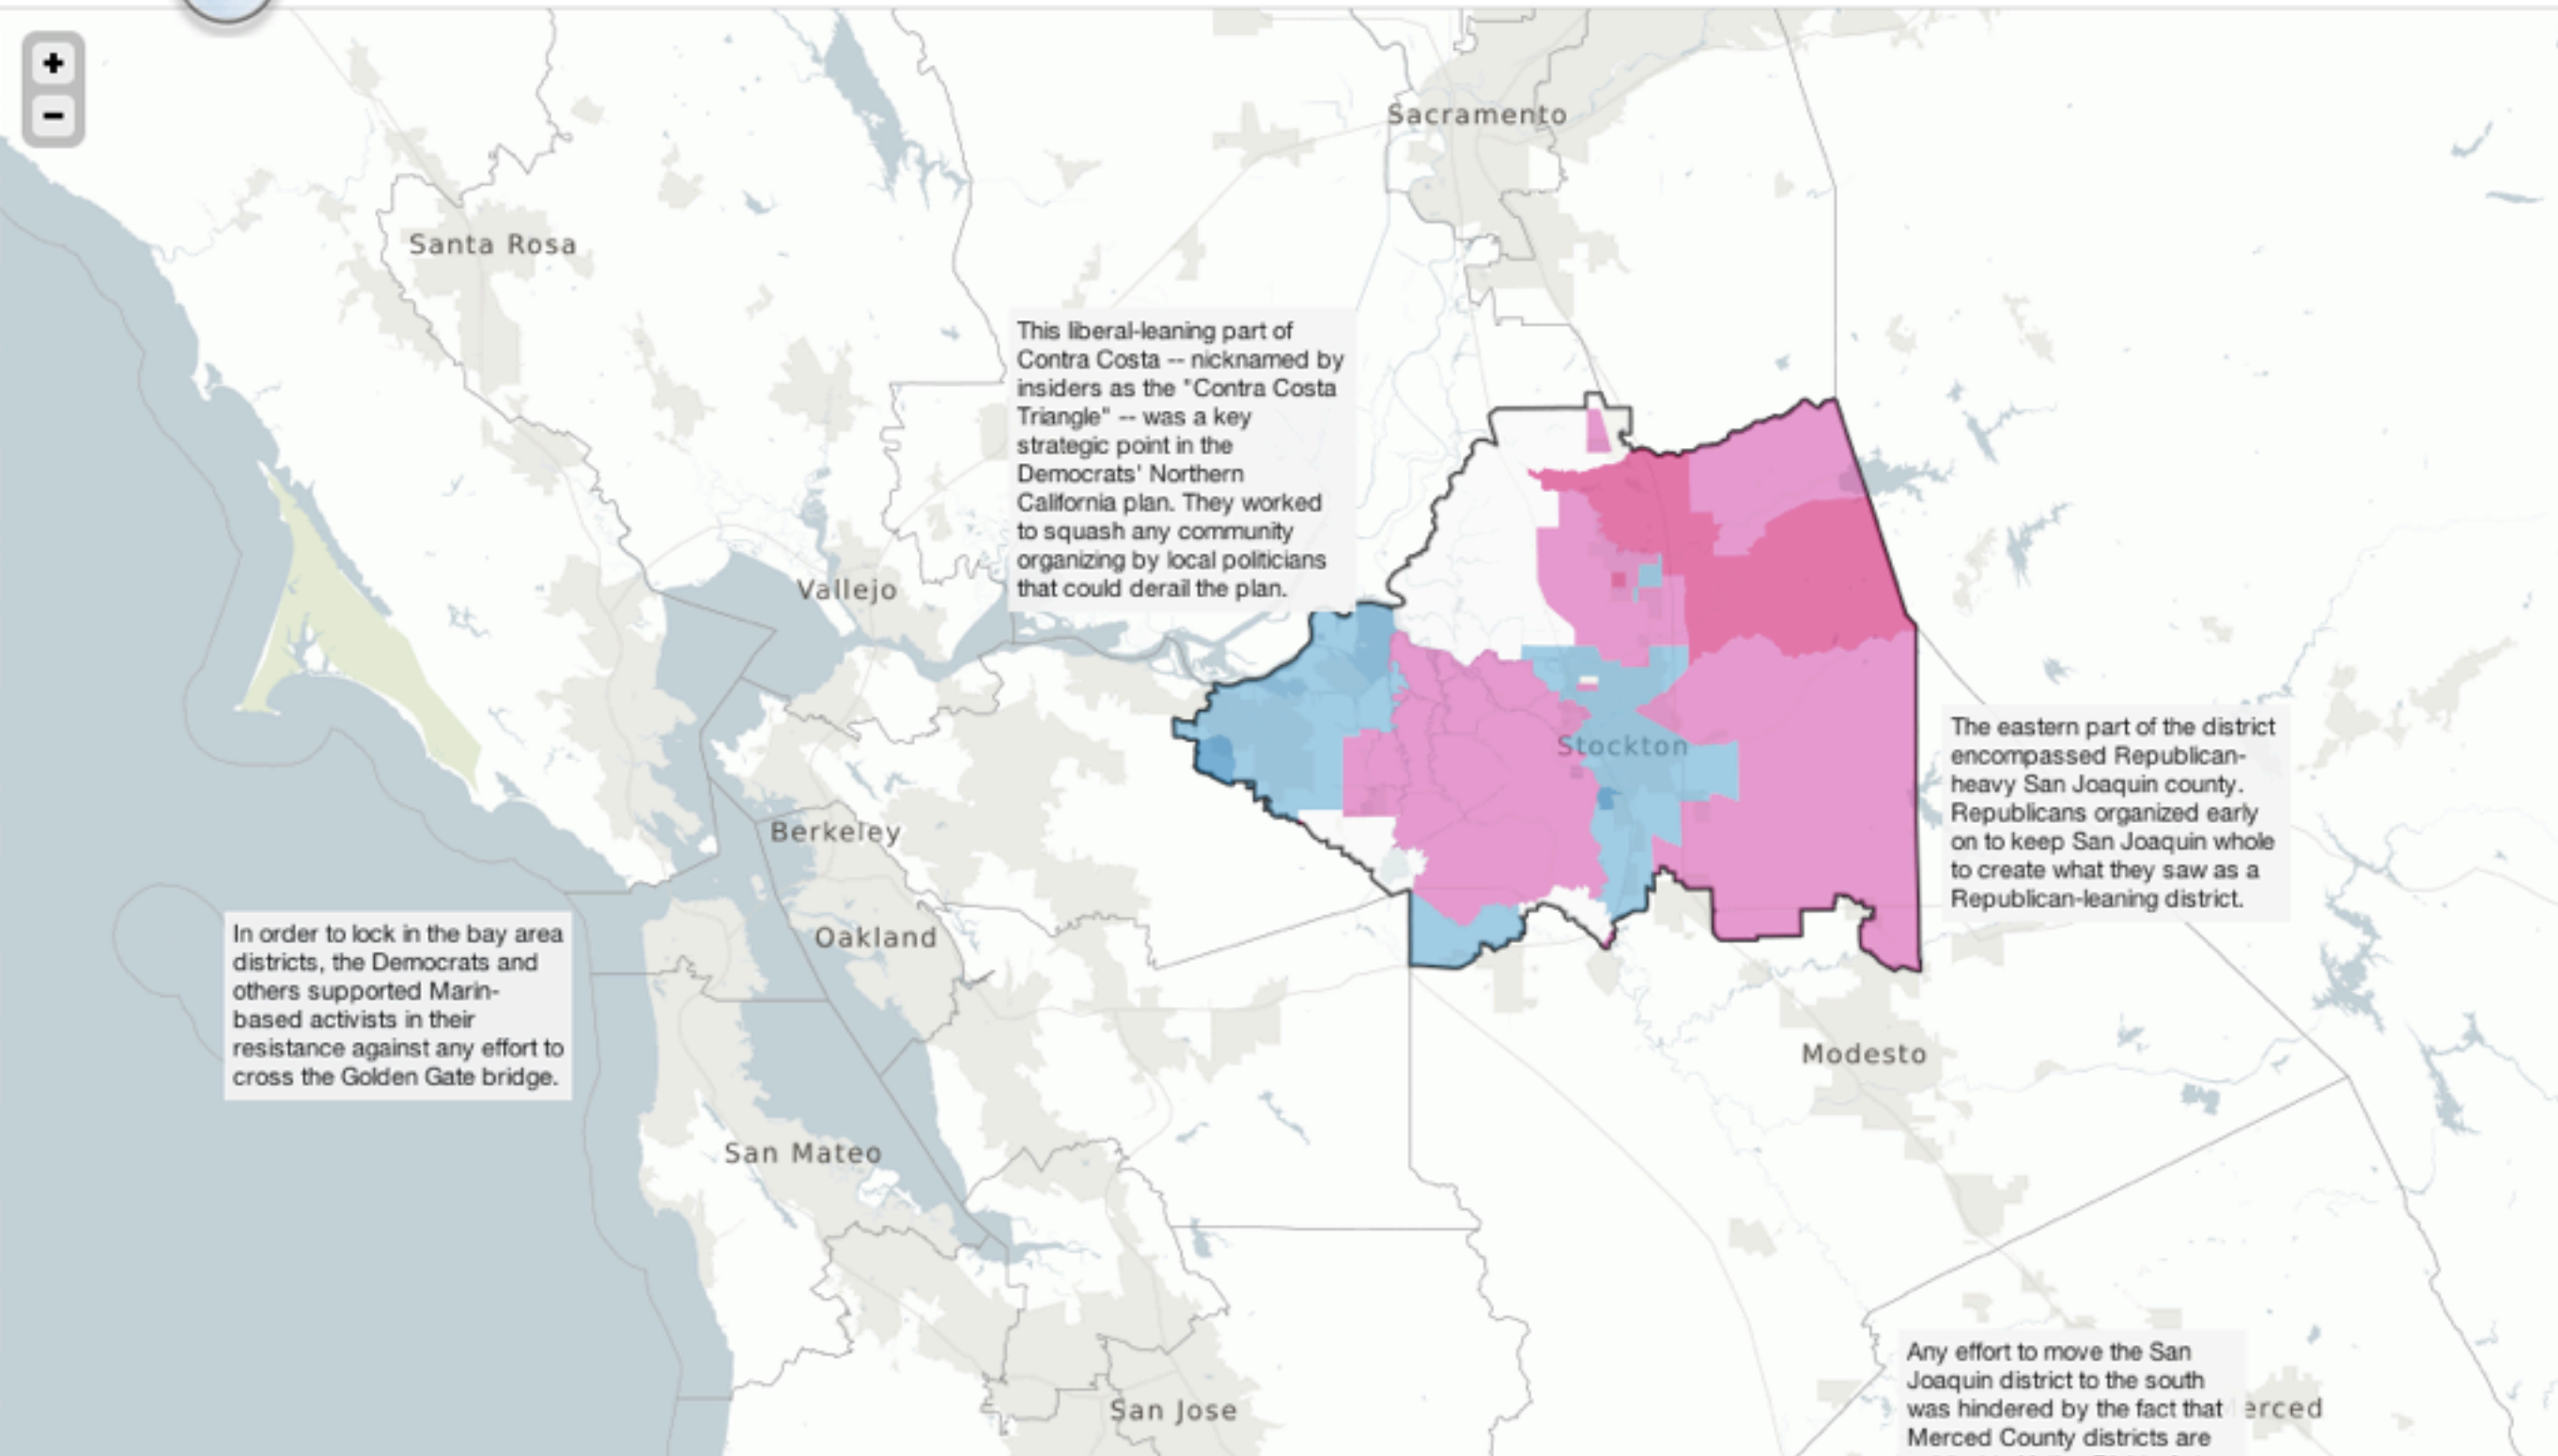 +
-
Sacramento
Santa Rosa
This liberal-leaning part of
Contra Costa -- nicknamed by
insiders as the "Contra Costa
Triangle" -- was a key
strategic point in the
Democrats' Northern
California plan. They worked
to squash any community
organizing by local politicians
that could derail the plan.
Vallejo
Stockton
The eastern part of the district
encompassed Republican-
heavy San Joaquin county.
Republicans organized early
on to keep San Joaquin whole
to create what they saw as a
Republican-leaning district.
Berkeley
Oakland
In order to lock in the bay area
districts, the Democrats and
others supported Marin-
based activists in their
resistance against any effort to
cross the Golden Gate bridge.
Modesto
San Mateo
San Jose
Any effort to move the San
Joaquin district to the south
was hindered by the fact that
Merced County districts are
erced